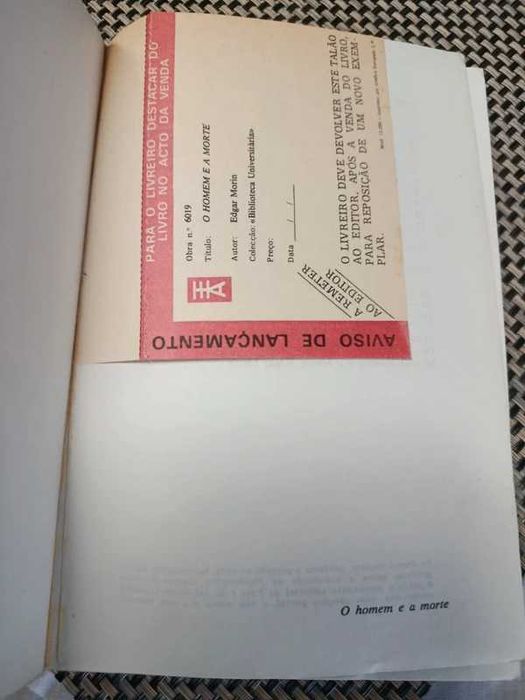 PARA O LIVREIRO DESTACAR DO
LIVRO NO ACTO DA VENDA
Obra n.º 6019
Título: O HOMEM E A MORTE
Autor: Edgar Morin
Colecção: «Biblioteca Universitária»
Preço:
Data / /
A REMETER
AO EDITOR
O LIVREIRO DEVE DEVOLVER ESTE TALÃO
AO EDITOR, APÓS A VENDA DO LIVRO,
PARA REPOSIÇÃO DE UM NOVO EXEM-
PLAR.
AVISO DE LANÇAMENTO
O homem e a morte